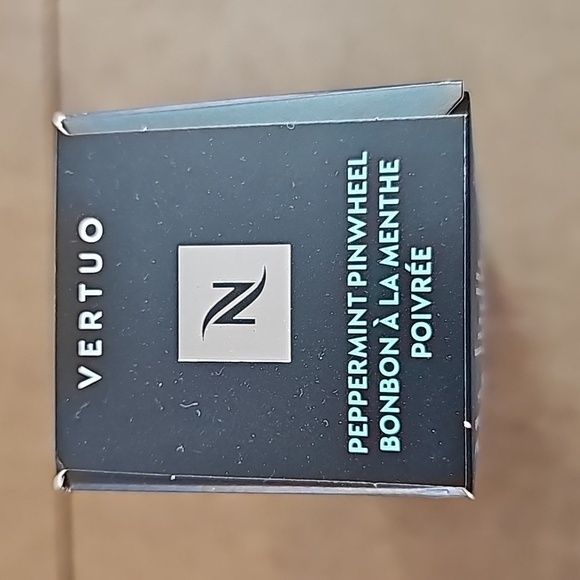 VERTUO
N
PEPPERMINT PINWHEEL
BONBON À LA MENTHE
POIVRÉE